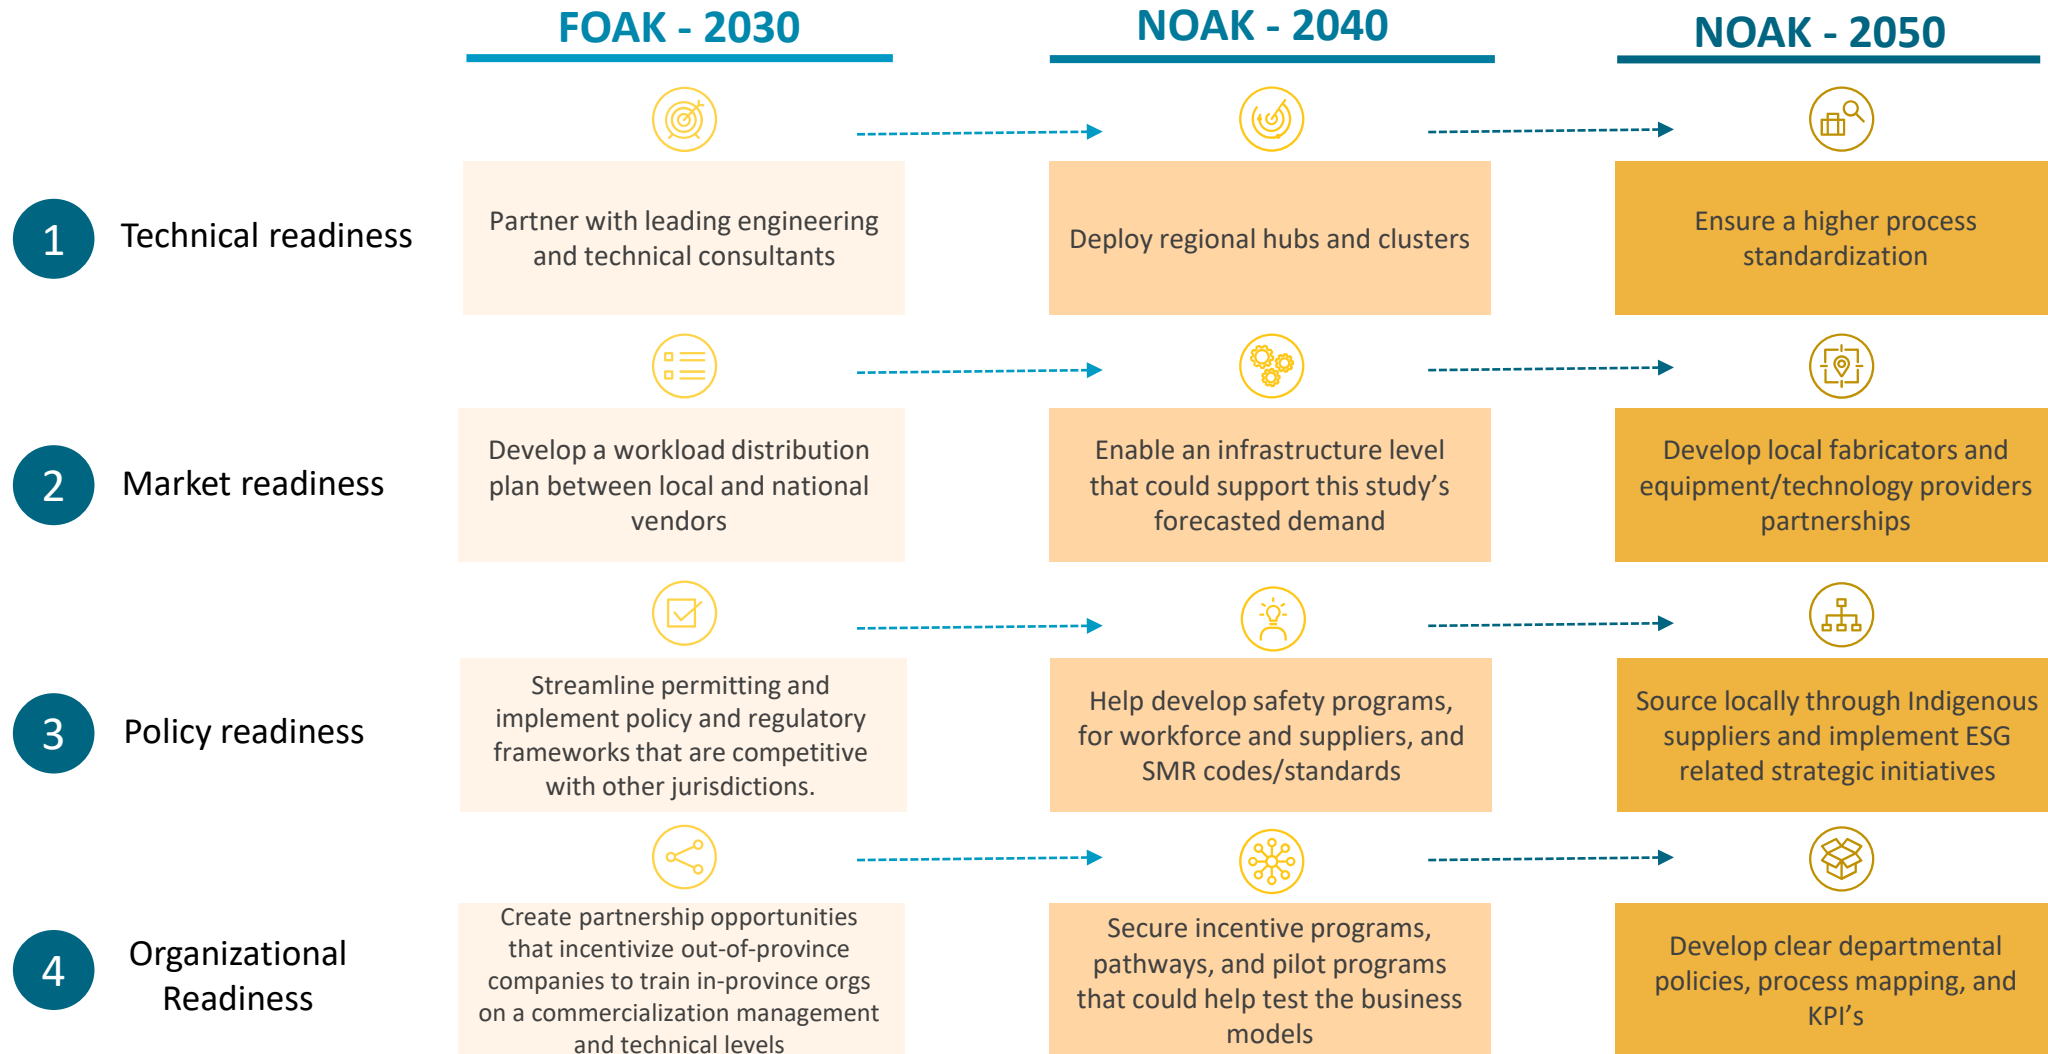 FOAK - 2030
NOAK - 2040
NOAK - 2050
1
Technical readiness
Partner with leading engineering
and technical consultants
Deploy regional hubs and clusters
Ensure a higher process
standardization
2
Market readiness
Develop a workload distribution
plan between local and national
vendors
Enable an infrastructure level
that could support this study's
forecasted demand
Develop local fabricators and
equipment/technology providers
partnerships
3
Policy readiness
Streamline permitting and
implement policy and regulatory
frameworks that are competitive
with other jurisdictions.
Help develop safety programs,
for workforce and suppliers, and
SMR codes/standards
Source locally through Indigenous
suppliers and implement ESG
related strategic initiatives
4
Organizational
Readiness
Create partnership opportunities
that incentivize out-of-province
companies to train in-province orgs
on a commercialization management
and technical levels
Secure incentive programs,
pathways, and pilot programs
that could help test the business
models
Develop clear departmental
policies, process mapping, and
KPI's